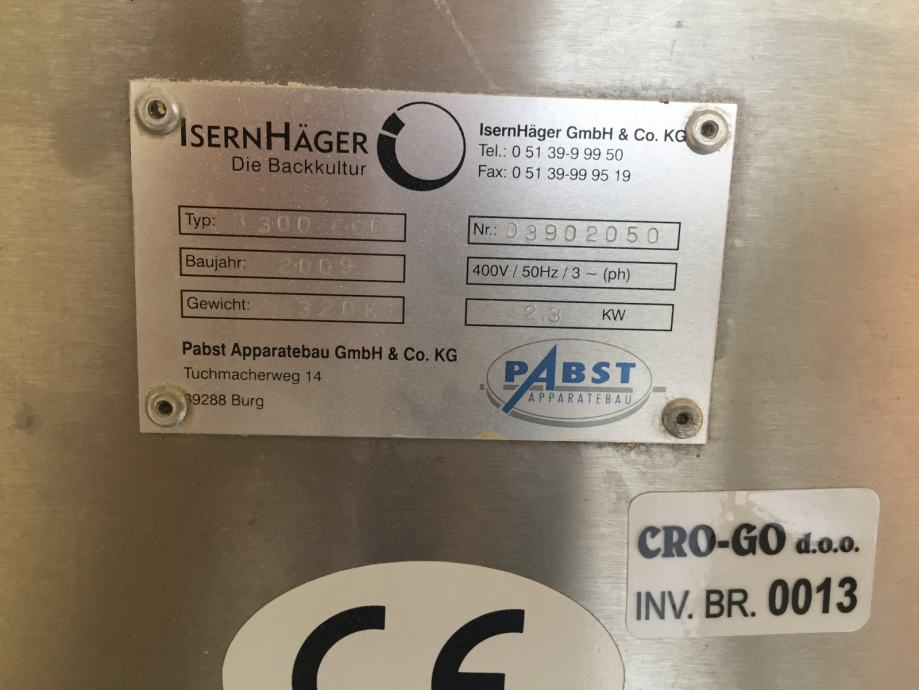 ISERNHÄGER
Die Backkultur
IsernHäger GmbH & Co. KG
Tel.: 0 51 39-9 99 50
Fax: 0 51 39-99 95 19
Typ:
Nr.: 03902050
Baujahr: 2009
400V / 50Hz / 3 ~ (ph)
Gewicht: 320K
2.3 KW
Pabst Apparatebau GmbH & Co. KG
Tuchmacherweg 14
39288 Burg
PABST
APPARATEBAU
CRO-GO d.o.o.
INV. BR. 0013
CE